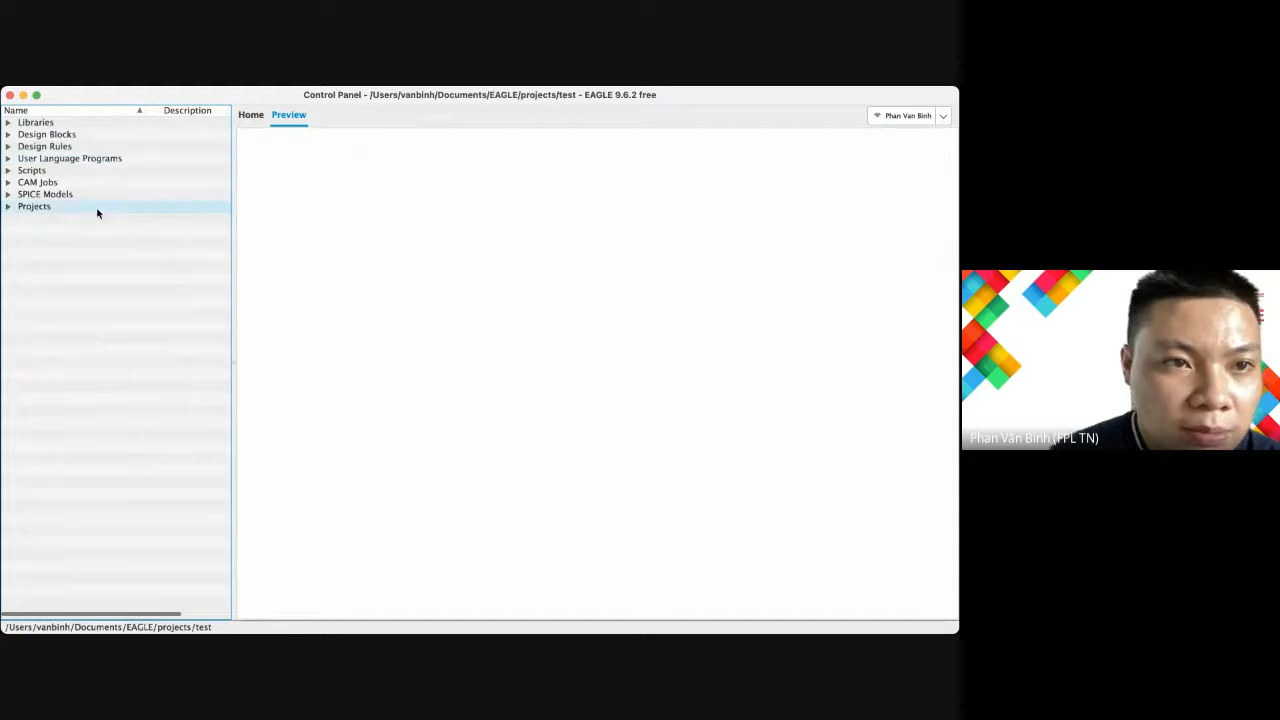 Control Panel - /Users/vanbinh/Documents/EAGLE/projects/test - EAGLE 9.6.2 free
Name
Description
Libraries
Design Blocks
Design Rules
User Language Programs
Scripts
CAM Jobs
SPICE Models
Projects
Home
Preview
Phan Van Binh
/Users/vanbinh/Documents/EAGLE/projects/test
Phan Văn Bình (FPL TN)